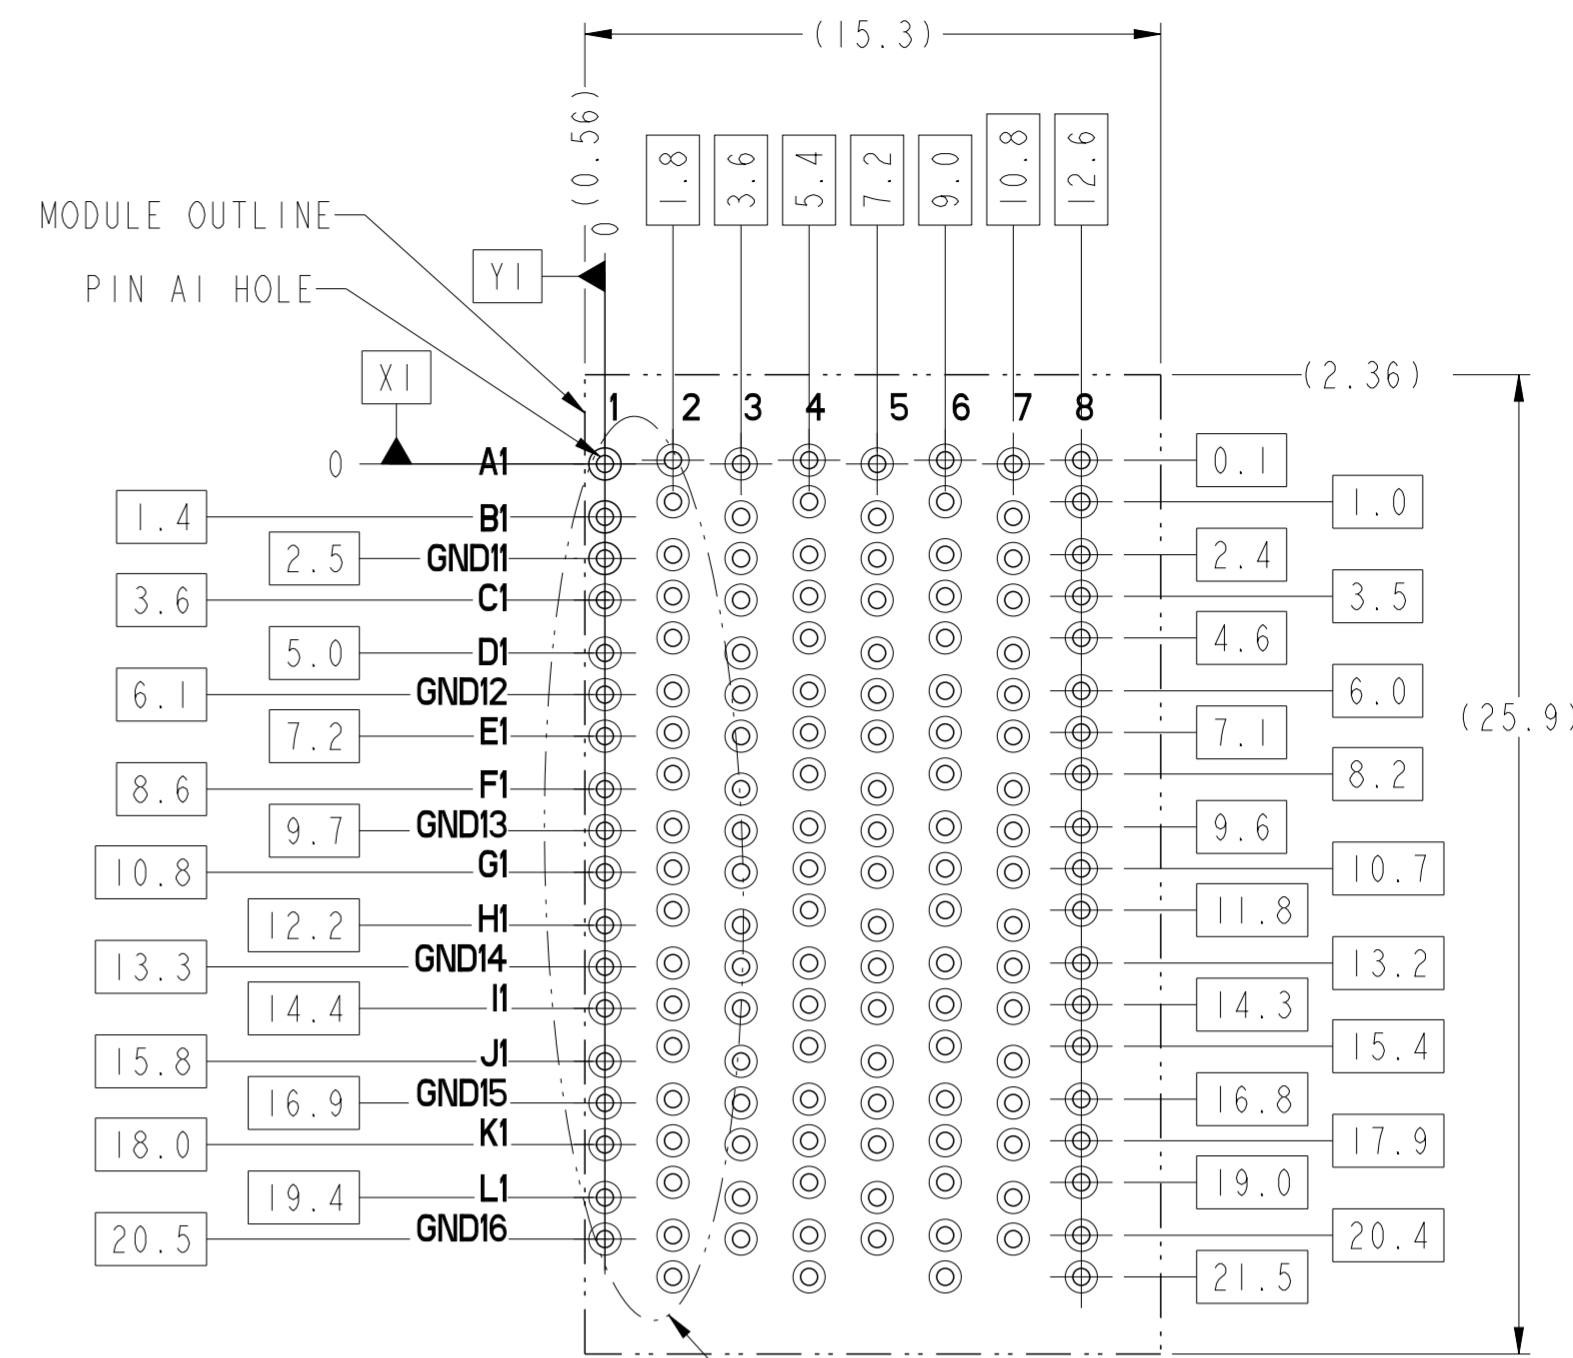 (15.3)
(0.56)
0
1.8
3.6
5.4
7.2
9.0
10.8
12.6
MODULE OUTLINE
PIN A1 HOLE
Y1
X1
(2.36)
1 2 3 4 5 6 7 8
0 A1 0.1
1.0
1.4 B1
2.5 GND11 2.4
3.6 C1 3.5
4.6
5.0 D1
6.1 GND12 6.0
(25.9)
7.2 E1 7.1
8.2
8.6 F1
9.7 GND13 9.6
10.8 G1 10.7
11.8
12.2 H1
13.3 GND14 13.2
14.4 I1 14.3
15.4
15.8 J1
16.9 GND15 16.8
18.0 K1 17.9
19.0
19.4 L1
20.5 GND16 20.4
21.5